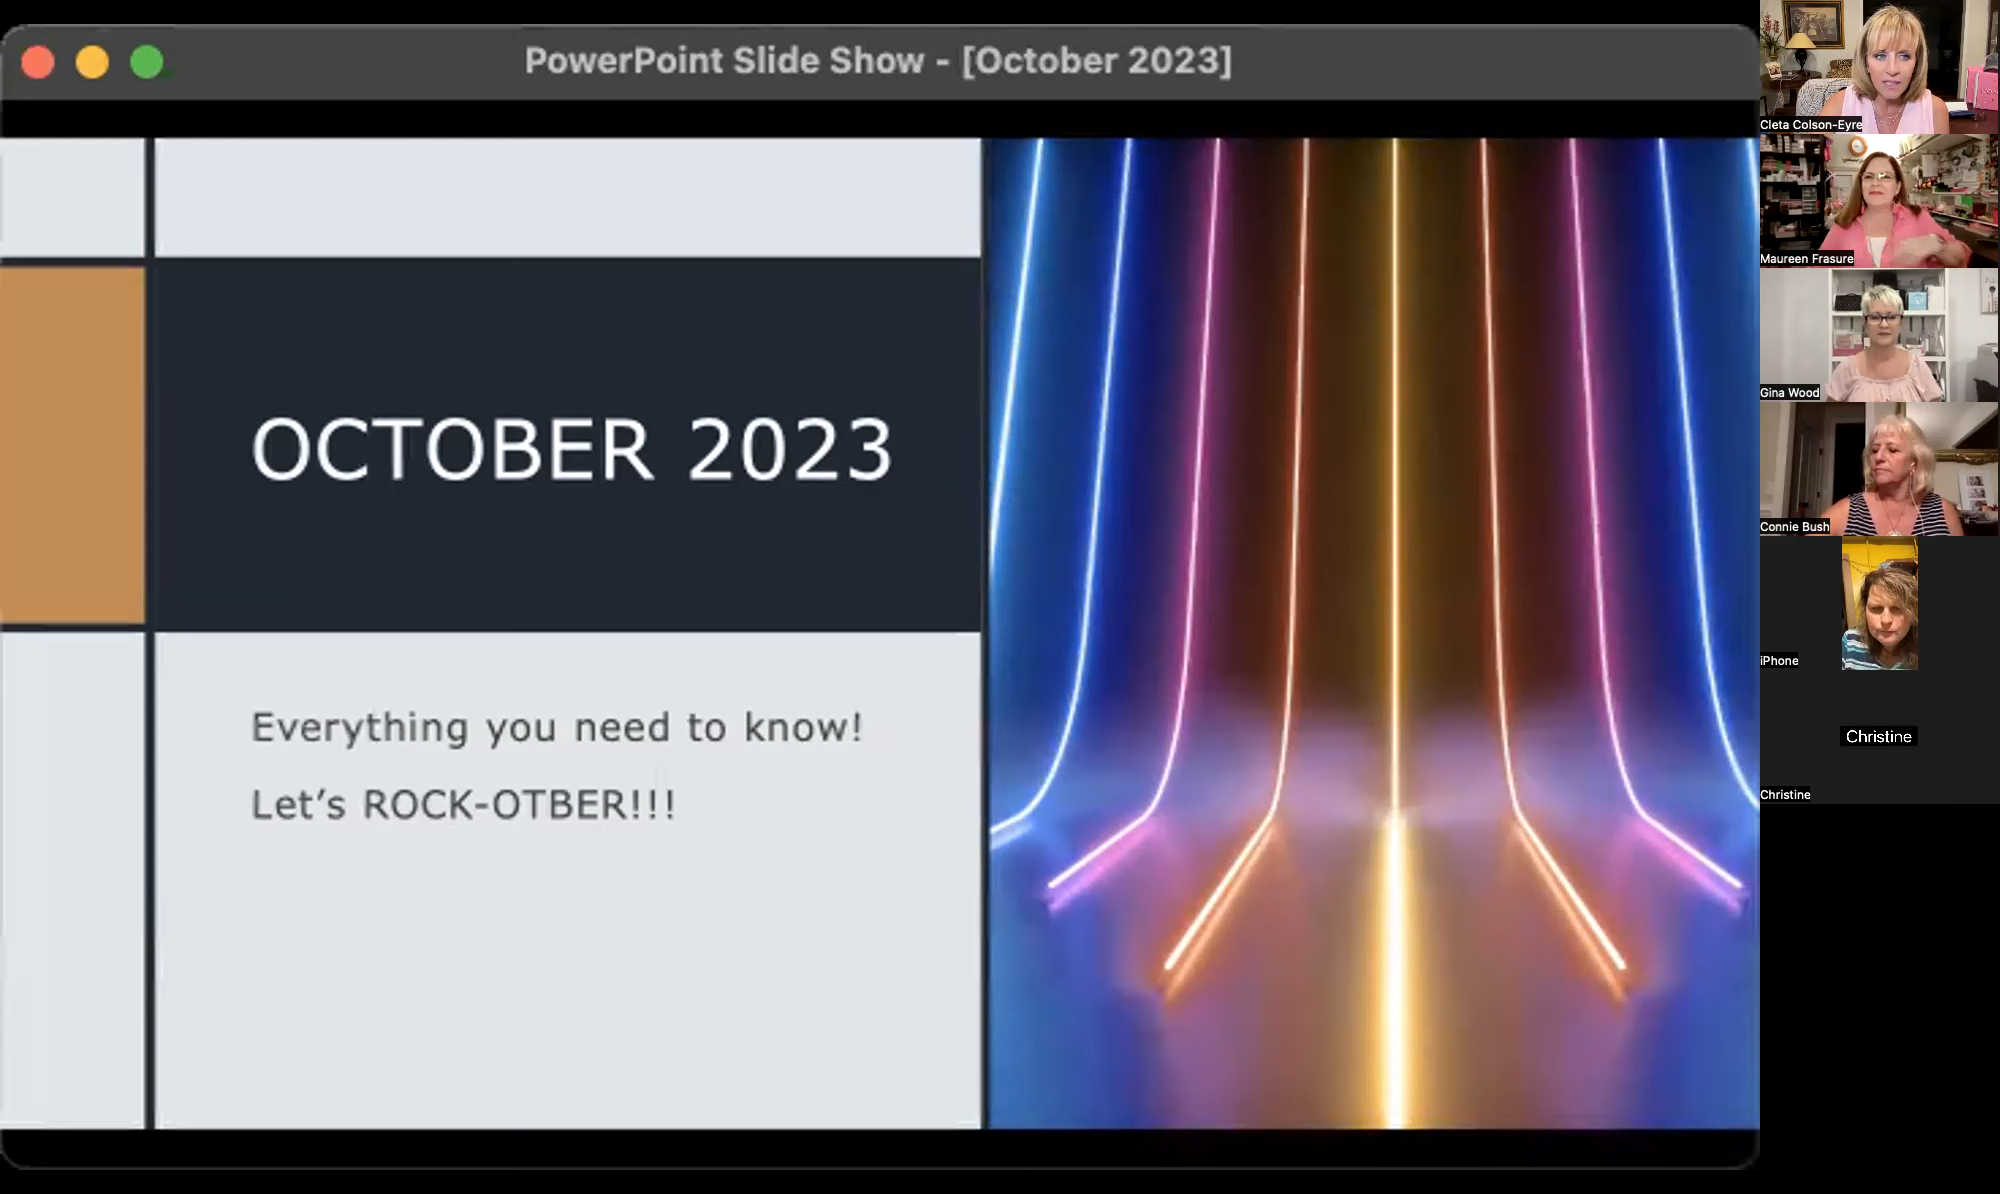 PowerPoint Slide Show - [October 2023]
OCTOBER 2023
Everything you need to know!
Let's ROCK-OTBER!!!
Cleta Colson-Eyre
Maureen Frasure
Gina Wood
Connie Bush
iPhone
Christine
Christine